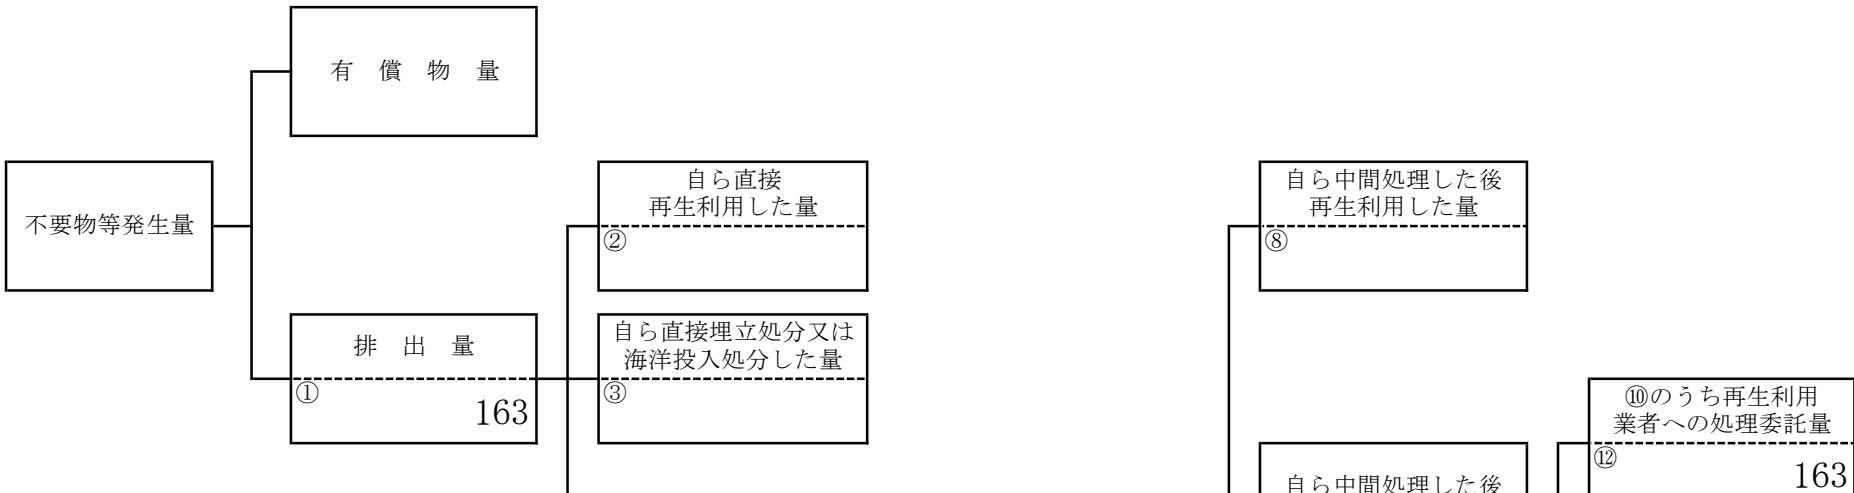 有 償 物 量
不要物等発生量
自ら直接
再生利用した量
②
自ら中間処理した後
再生利用した量
⑧
排 出 量
①
163
自ら直接埋立処分又は
海洋投入処分した量
③
⑩のうち再生利用
業者への処理委託量
⑫
163
自ら中間処理した後